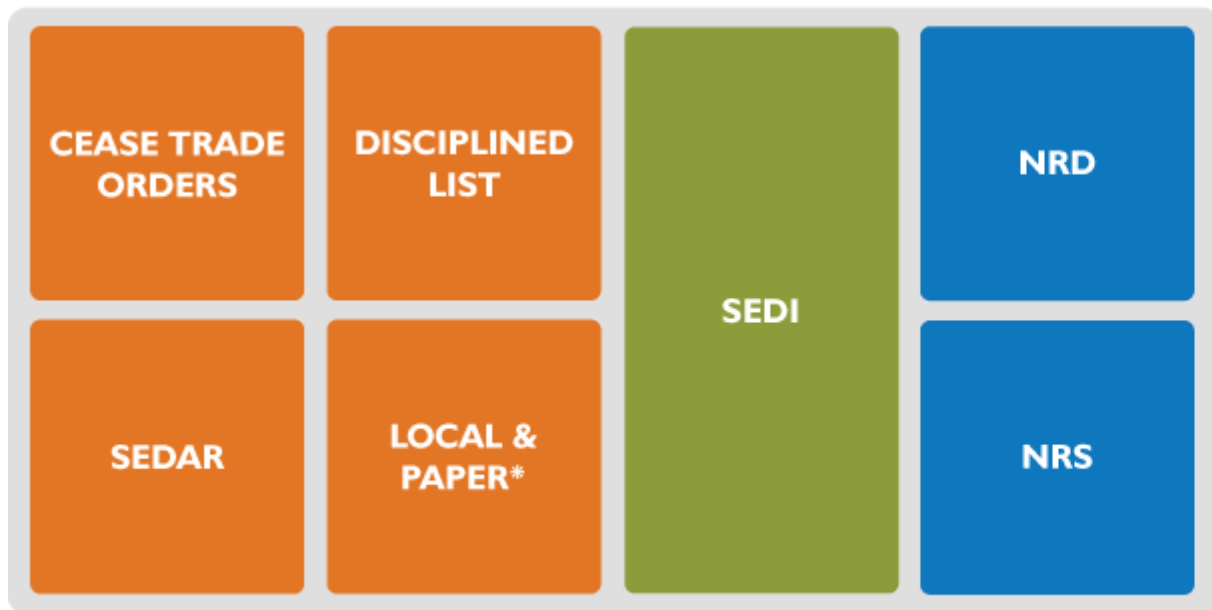 CEASE TRADE
ORDERS
DISCIPLINED
LIST
SEDI
NRD
SEDAR
LOCAL &
PAPER*
NRS